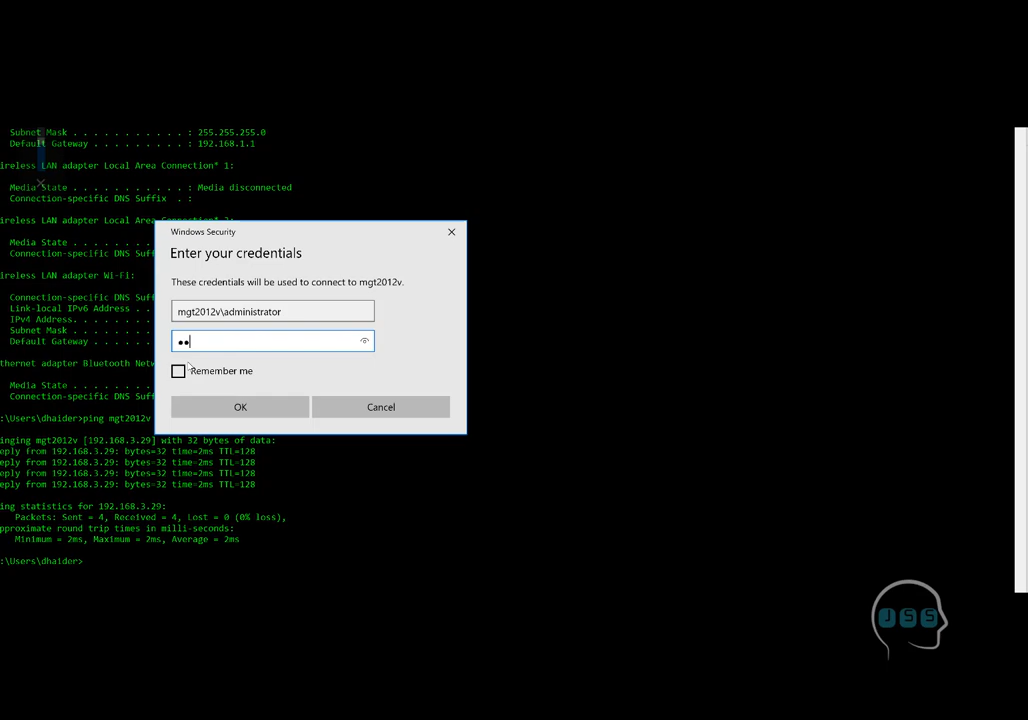 Subnet Mask . . . . . . . . . . . : 255.255.255.0
Default Gateway . . . . . . . . . : 192.168.1.1
ireless LAN adapter Local Area Connection* 1:
Media State . . . . . . . . . . . : Media disconnected
Connection-specific DNS Suffix . :
ireless LAN adapter Local Area Connection* 2:
Media State . . . . . . .
Connection-specific DNS Suff
ireless LAN adapter Wi-Fi:
Connection-specific DNS Suff
Link-local IPv6 Address . .
IPv4 Address. . . . . . . .
Subnet Mask . . . . . . . .
Default Gateway . . . . . .
thernet adapter Bluetooth Netw
Media State . . . . . . . .
Connection-specific DNS Suff
:\Users\dhaider>ping mgt2012v
inging mgt2012v [192.168.3.29] with 32 bytes of data:
eply from 192.168.3.29: bytes=32 time=2ms TTL=128
eply from 192.168.3.29: bytes=32 time=2ms TTL=128
eply from 192.168.3.29: bytes=32 time=2ms TTL=128
eply from 192.168.3.29: bytes=32 time=2ms TTL=128
ing statistics for 192.168.3.29:
Packets: Sent = 4, Received = 4, Lost = 0 (0% loss),
pproximate round trip times in milli-seconds:
Minimum = 2ms, Maximum = 2ms, Average = 2ms
:\Users\dhaider>
Windows Security
Enter your credentials
These credentials will be used to connect to mgt2012v.
mgt2012v\administrator
••
Remember me
OK Cancel
JSS